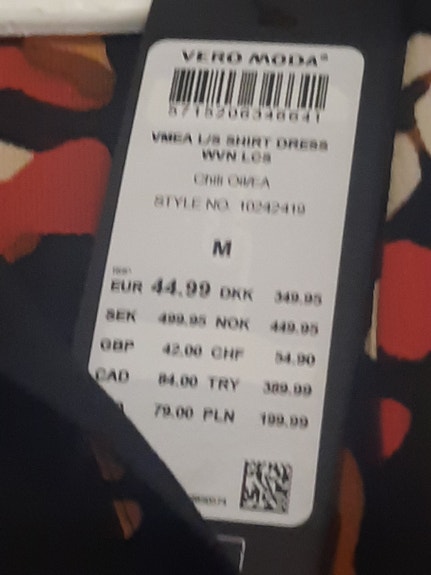 VERO MODA®
5715206346641
VMEA L/S SHIRT DRESS
WVN LCS
Chili Oil/EA
STYLE NO. 10242419
M
EUR 44.99 DKK 349.95
SEK 499.95 NOK 449.95
GBP 42.00 CHF 54.90
CAD 84.00 TRY 389.99
79.00 PLN 199.99